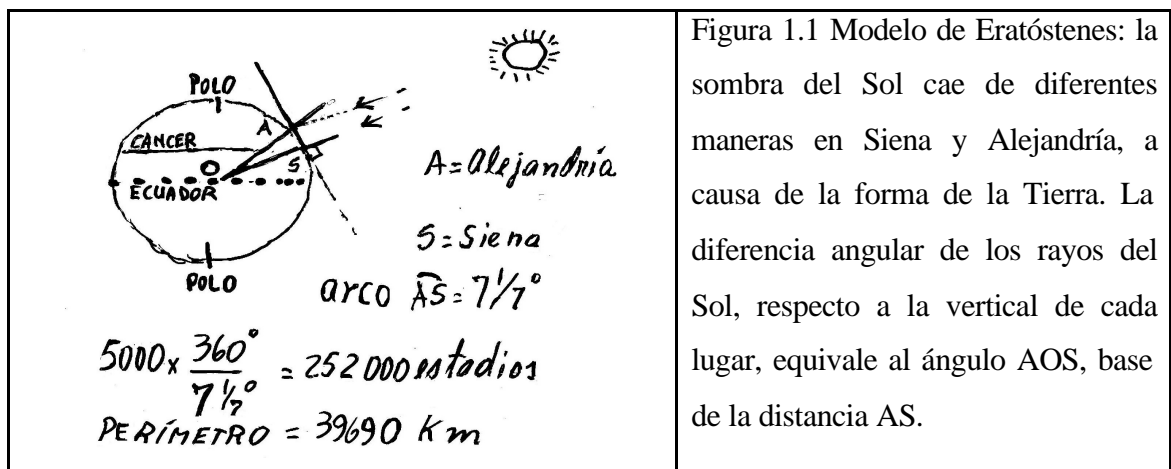 POLO
A
CANCER
O
S
ECUADOR
POLO
A=Alejandría
S=Siena
arco AS=7 1/7°
5000x 360°/7 1/7° = 252000 estadios
PERÍMETRO = 39690 Km
Figura 1.1 Modelo de Eratóstenes: la
sombra del Sol cae de diferentes
maneras en Siena y Alejandría, a
causa de la forma de la Tierra. La
diferencia angular de los rayos del
Sol, respecto a la vertical de cada
lugar, equivale al ángulo AOS, base
de la distancia AS.